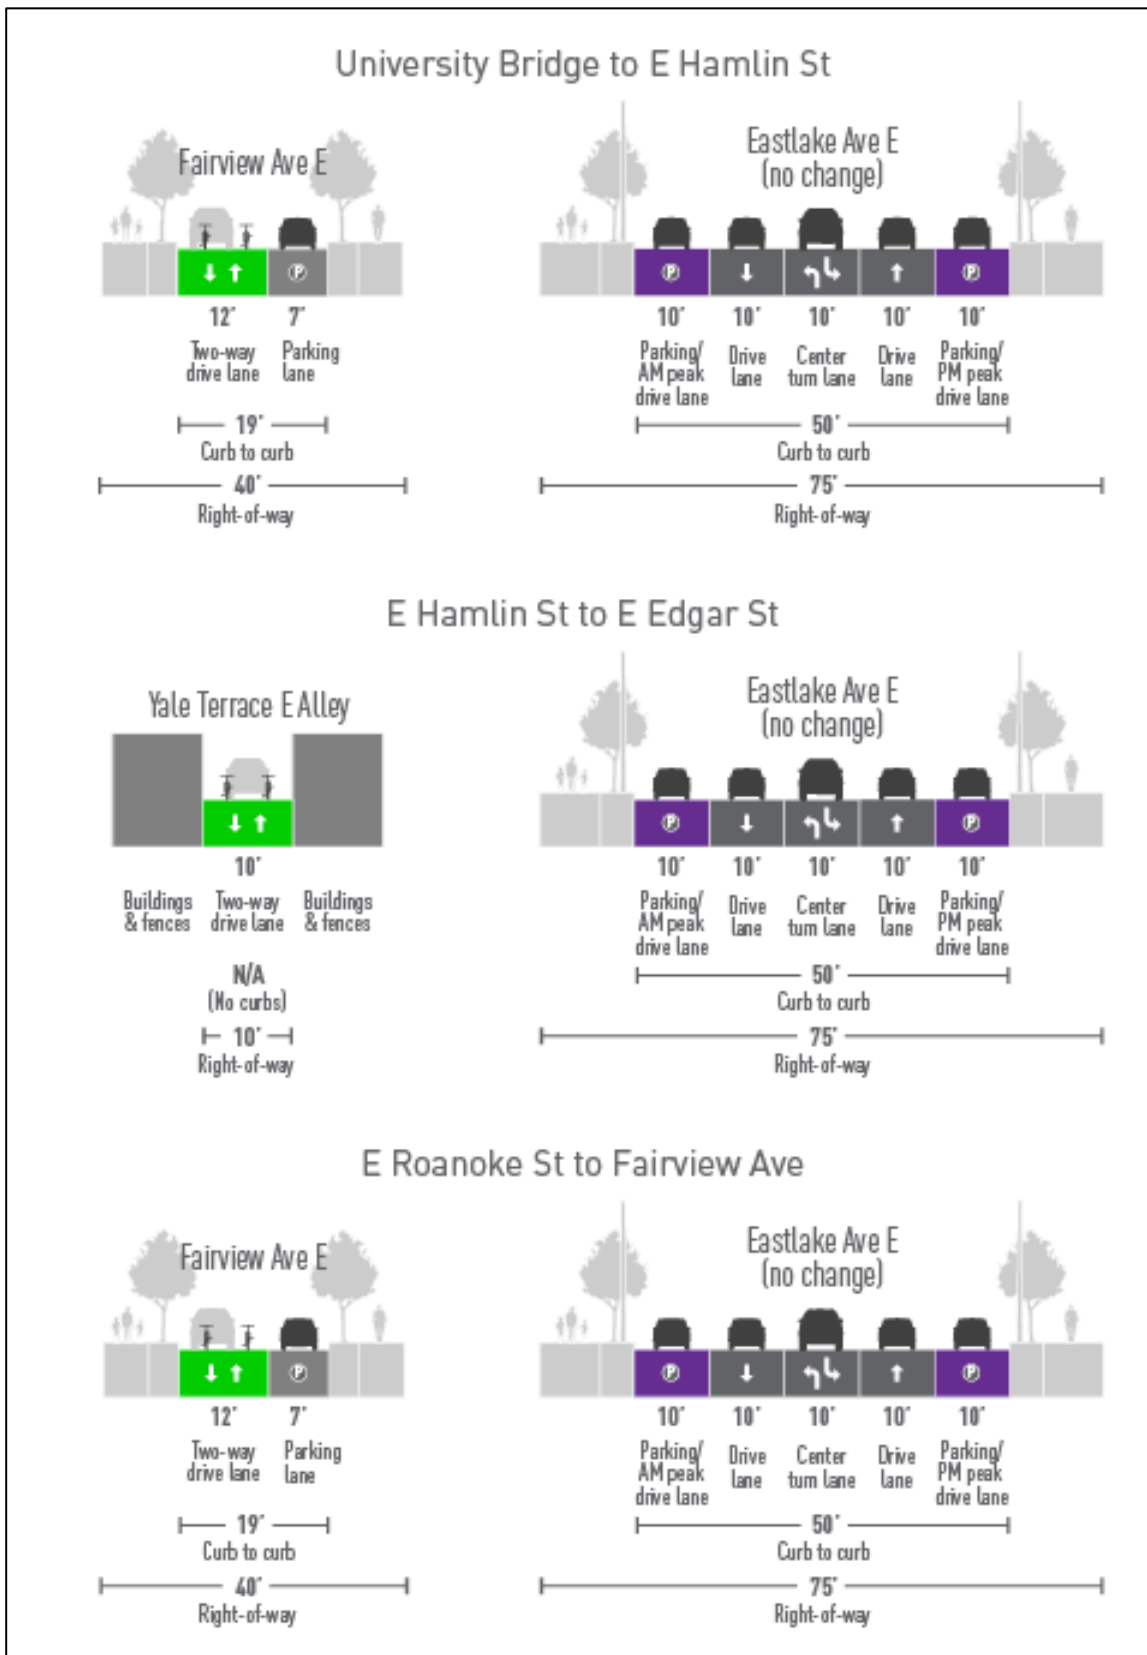 University Bridge to E Hamlin St
Fairview Ave E
P
12'
7'
Two-way
drive lane
Parking
lane
19'
Curb to curb
40'
Right-of-way
Eastlake Ave E
(no change)
P
P
10'
10'
10'
10'
10'
Parking/
AM peak
drive lane
Drive
lane
Center
turn lane
Drive
lane
Parking/
PM peak
drive lane
50'
Curb to curb
75'
Right-of-way
E Hamlin St to E Edgar St
Yale Terrace E Alley
10'
Buildings
& fences
Two-way
drive lane
Buildings
& fences
N/A
(No curbs)
10'
Right-of-way
Eastlake Ave E
(no change)
P
P
10'
10'
10'
10'
10'
Parking/
AM peak
drive lane
Drive
lane
Center
turn lane
Drive
lane
Parking/
PM peak
drive lane
50'
Curb to curb
75'
Right-of-way
E Roanoke St to Fairview Ave
Fairview Ave E
P
12'
7'
Two-way
drive lane
Parking
lane
19'
Curb to curb
40'
Right-of-way
Eastlake Ave E
(no change)
P
P
10'
10'
10'
10'
10'
Parking/
AM peak
drive lane
Drive
lane
Center
turn lane
Drive
lane
Parking/
PM peak
drive lane
50'
Curb to curb
75'
Right-of-way